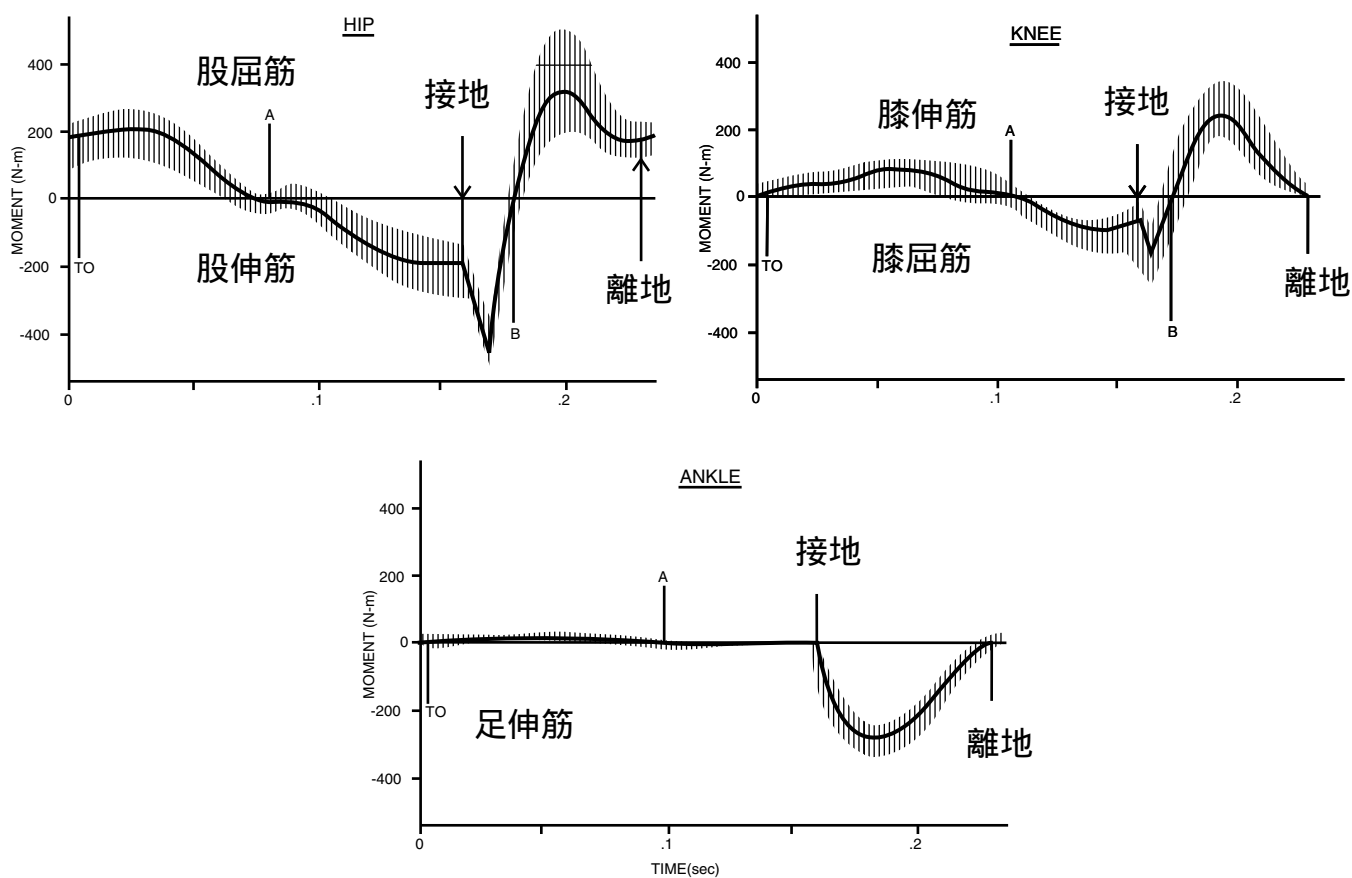 HIP
400
股屈筋
A
接地
200
MOMENT (N-m)
0
股伸筋
-200
TO
離地
-400
B
0
.1
.2
KNEE
400
接地
膝伸筋
A
200
MOMENT (N-m)
0
膝屈筋
-200
TO
離地
-400
B
0
.1
.2
ANKLE
400
接地
200
A
MOMENT (N-m)
0
-200
TO
足伸筋
離地
-400
0
.1
.2
TIME(sec)